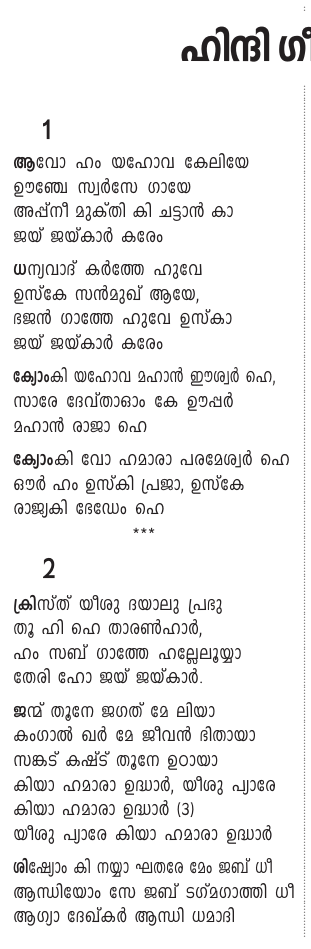 ഹിന്ദി ഗീ
1
ആവോ ഹം യഹോവ കേലിയേ
ഊഞ്ചേ സ്വർസേ ഗായേ
അപ്നീ മുക്തി കി ചട്ടാൻ കാ
ജയ് ജയ്കാർ കരേം
ധന്യവാദ് കർത്തേ ഹുവേ
ഉസ്കേ സൻമുഖ് ആയേ,
ഭജൻ ഗാത്തേ ഹുവേ ഉസ്കാ
ജയ് ജയ്കാർ കരേം
ക്യോംകി യഹോവ മഹാൻ ഈശ്വർ ഹെ,
സാരേ ദേവ്താഓം കേ ഊപ്പർ
മഹാൻ രാജാ ഹെ
ക്യോംകി വോ ഹമാരാ പരമേശ്വർ ഹെ
ഔർ ഹം ഉസ്കി പ്രജാ, ഉസ്കേ
രാജ്യകി ഭേഡേം ഹെ
***
2
ക്രിസ്ത് യീശു ദയാലു പ്രഭു
തൂ ഹി ഹെ താരൺഹാർ,
ഹം സബ് ഗാത്തേ ഹല്ലേലൂയ്യാ
തേരി ഹോ ജയ് ജയ്കാർ.
ജന്മ് തൂനേ ജഗത് മേ ലിയാ
കംഗാൽ ഖർ മേ ജീവൻ ഭിതായാ
സങ്കട് കഷ്ട് തൂനേ ഉഠായാ
കിയാ ഹമാരാ ഉദ്ധാർ, യീശു പ്യാരേ
കിയാ ഹമാരാ ഉദ്ധാർ (3)
യീശു പ്യാരേ കിയാ ഹമാരാ ഉദ്ധാർ
ശിഷ്യോം കി നയ്യാ ഘതരേ മേം ജബ് ധീ
ആന്ധിയോം സേ ജബ് ടഗ്മഗാത്തി ധീ
ആഗ്യാ ദേഖ്കർ ആന്ധി ധമാദി